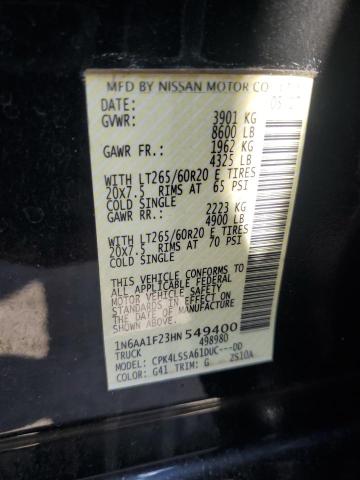 MFD BY NISSAN MOTOR CO
DATE:
GVWR: 3901 KG
8600 LB
GAWR FR: 1962 KG
4325 LB
WITH LT265/60R20 E TIRES
20X7.5 RIMS AT 65 PSI
COLD SINGLE
GAWR RR: 2223 KG
4900 LB
WITH LT265/60R20 E TIRES
20X7.5 RIMS AT 70 PSI
COLD SINGLE
THIS VEHICLE CONFORMS TO
ALL APPLICABLE FEDERAL
MOTOR VEHICLE SAFETY
STANDARDS IN EFFECT ON
THE DATE OF MANUFACTURE
SHOWN ABOVE.
1N6AA1F23HN549400
TRUCK 49898D
MODEL: CPK4LSSA61DUC---DD
COLOR: G41 TRIM: G ZS10A